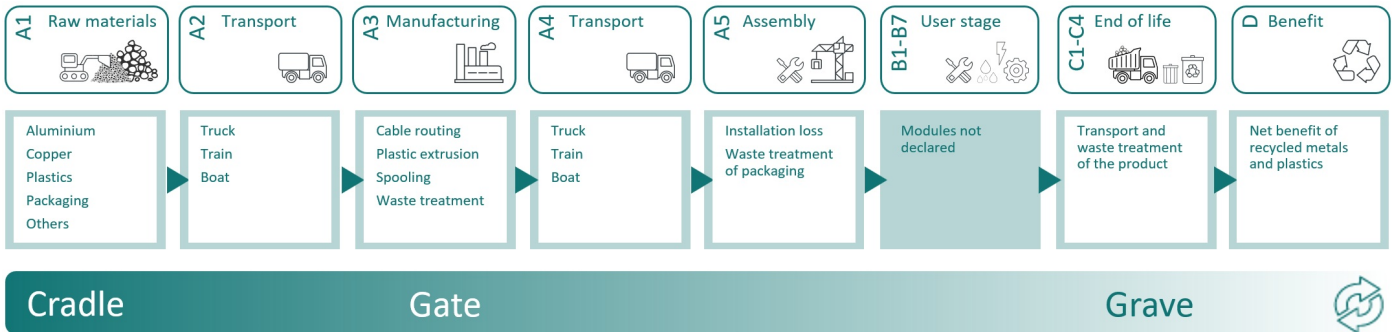 A1 Raw materials
A2 Transport
A3 Manufacturing
A4 Transport
A5 Assembly
B1-B7 User stage
C1-C4 End of life
D Benefit
Aluminium
Copper
Plastics
Packaging
Others
Truck
Train
Boat
Cable routing
Plastic extrusion
Spooling
Waste treatment
Truck
Train
Boat
Installation loss
Waste treatment
of packaging
Modules not
declared
Transport and
waste treatment
of the product
Net benefit of
recycled metals
and plastics
Cradle
Gate
Grave